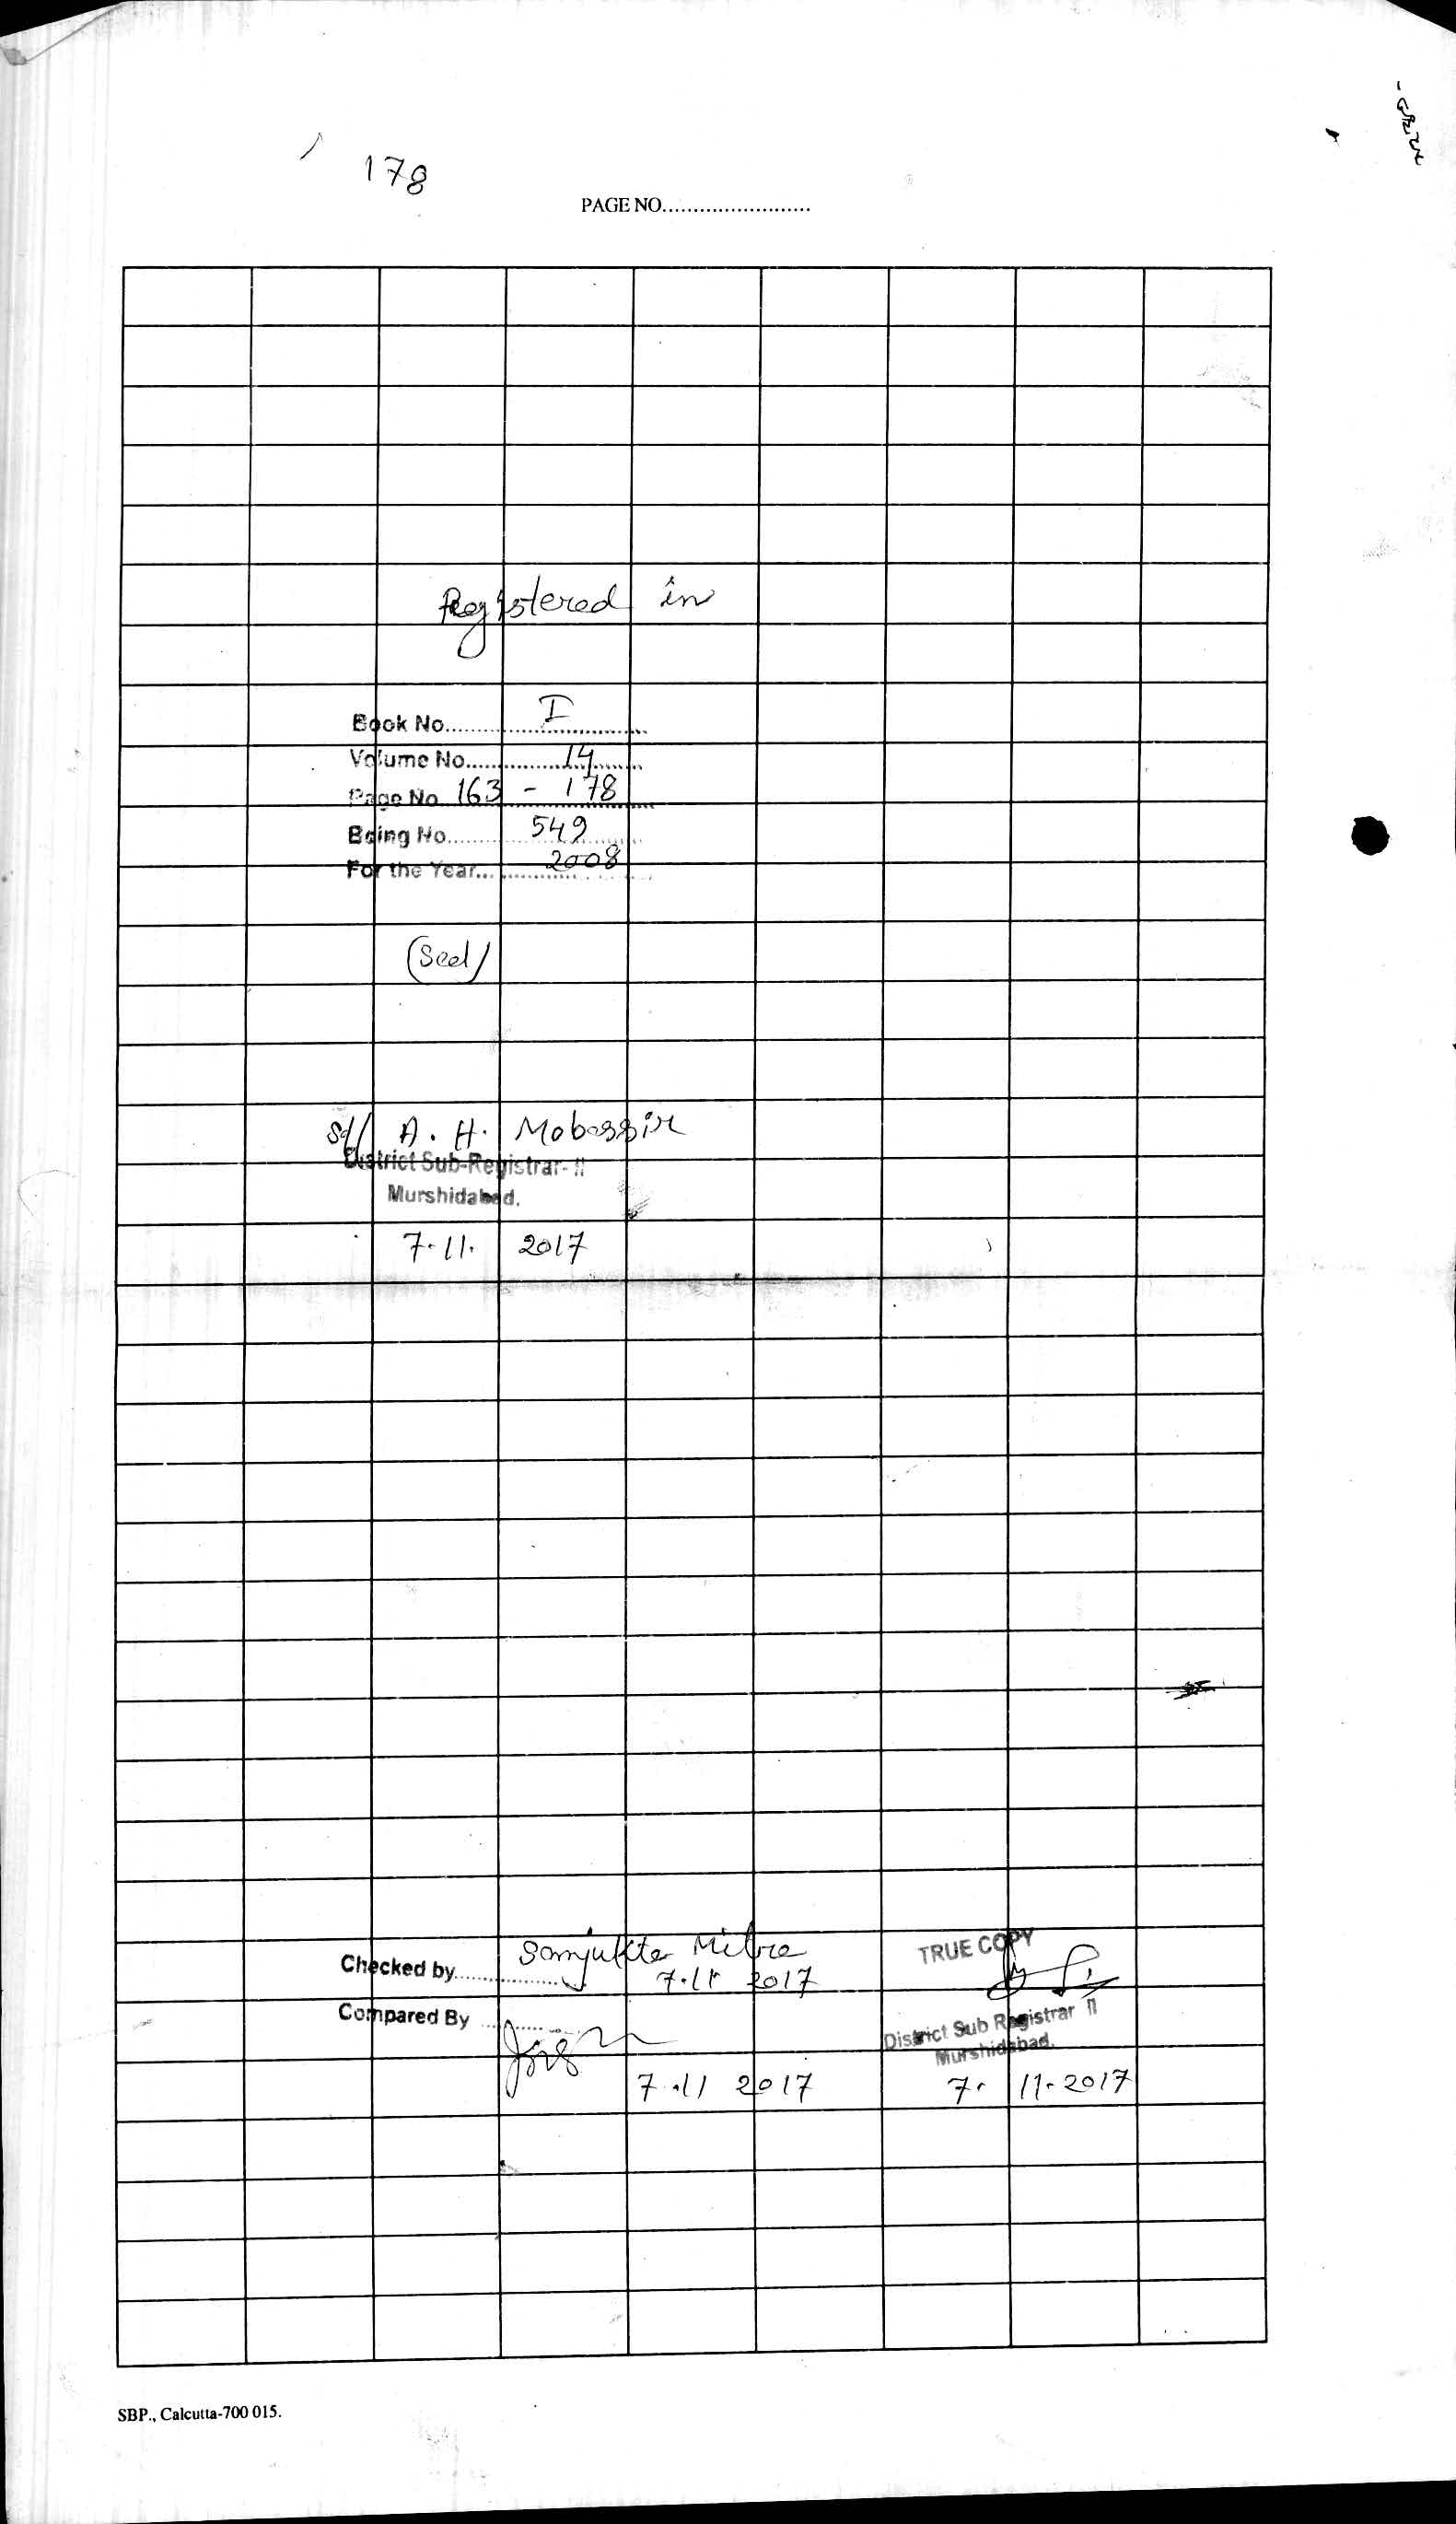 178
PAGE NO........................
Registered in
Book No............ I ................
Volume No............ 14 ............
Page No. 163 - 178
Being No............ 549 ............
For the Year............ 2008 ............
(Seal)
Sd/ A. H. Mobassir
District Sub-Registrar-II
Murshidabad.
7.11. 2017
Checked by............ Sanjukta Mitra
7.11 2017
TRUE COPY
Compared By ............
District Sub Registrar II
Murshidabad.
7.11 2017
7. 11-2017
SBP., Calcutta-700 015.